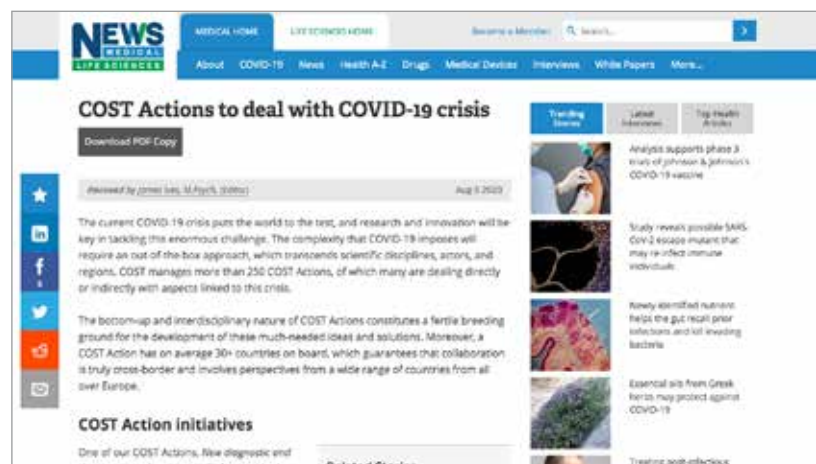 NEWS
MEDICAL
LIFE SCIENCES
MEDICAL HOME
LIFE SCIENCES HOME
Become a Member
Search...
About COVID-19 News Health A-Z Drugs Medical Devices Interviews White Papers More...
COST Actions to deal with COVID-19 crisis
Download PDF Copy
Reviewed by James Ives, M.Psych. (Editor)
Aug 5 2020
The current COVID-19 crisis puts the world to the test, and research and innovation will be
key in tackling this enormous challenge. The complexity that COVID-19 imposes will
require an out of the box approach, which transcends scientific disciplines, actors, and
regions. COST manages more than 250 COST Actions, of which many are dealing directly
or indirectly with aspects linked to this crisis.
The bottom-up and interdisciplinary nature of COST Actions constitutes a fertile breeding
ground for the development of these much-needed ideas and solutions. Moreover, a
COST Action has on average 30+ countries on board, which guarantees that collaboration
is truly cross-border and involves perspectives from a wide range of countries from all
over Europe.
COST Action initiatives
One of our COST Actions, New diagnostic and
Trending
Stories
Latest
Interviews
Top Health
Articles
Analysis supports phase 3
trials of Johnson & Johnson's
COVID-19 vaccine
Study reveals possible SARS-
CoV-2 escape mutant that
may re-infect immune
individuals
Newly identified nutrient
helps the gut recall prior
infections and kill invading
bacteria
Essential oils from Greek
herbs may protect against
COVID-19
Treating post-infectious